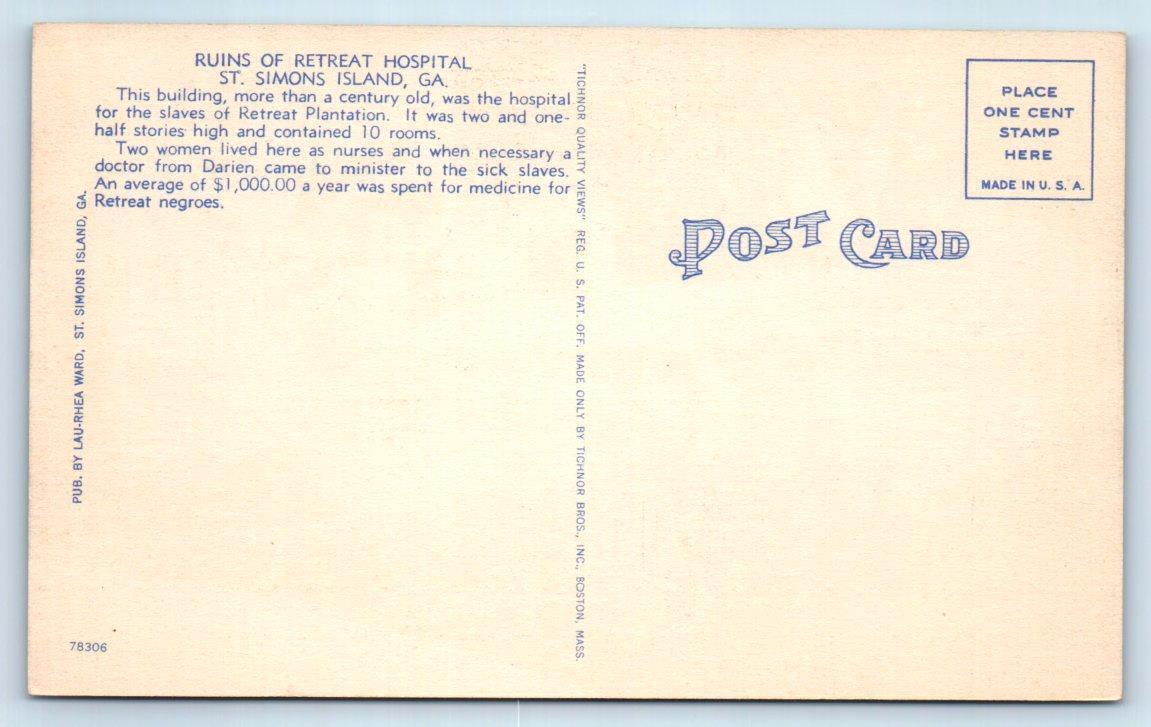 RUINS OF RETREAT HOSPITAL
ST. SIMONS ISLAND, GA.
This building, more than a century old, was the hospital
for the slaves of Retreat Plantation. It was two and one-
half stories high and contained 10 rooms.
Two women lived here as nurses and when necessary a
doctor from Darien came to minister to the sick slaves.
An average of $1,000.00 a year was spent for medicine for
Retreat negroes.
PUB. BY LAU-RHEA WARD, ST. SIMONS ISLAND, GA.
78306
"TICHNOR QUALITY VIEWS" REG. U. S. PAT. OFF. MADE ONLY BY TICHNOR BROS., INC., BOSTON, MASS.
POST CARD
PLACE
ONE CENT
STAMP
HERE
MADE IN U. S. A.